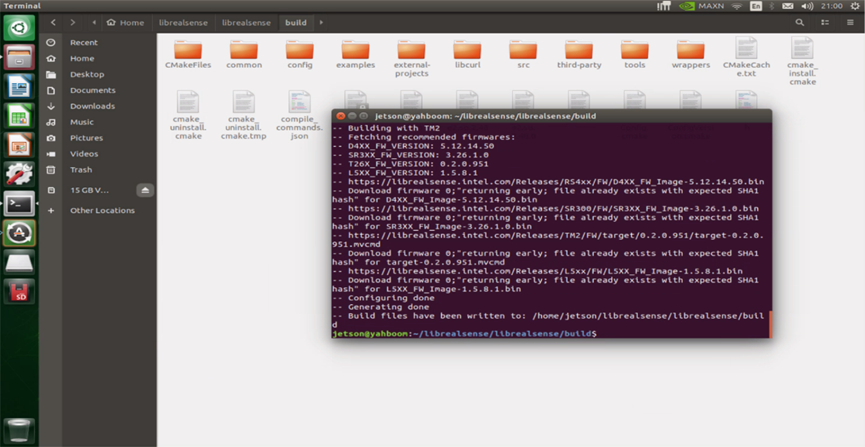 Terminal
MAXN
En
21:00
Home
librealsense
librealsense
build
Recent
Home
Desktop
Documents
Downloads
Music
Pictures
Videos
Trash
15 GB V...
Other Locations
SD
CMakeFiles
common
config
examples
external-
projects
libcurl
src
third-party
tools
wrappers
CMakeCach
e.txt
cmake_
install.
cmake
cmake_
uninstall.
cmake
cmake_
uninstall.
cmake.tmp
compile_
commands.
json
jetson@yahboom: ~/librealsense/librealsense/build
-- Building with TM2
-- Fetching recommended firmwares:
-- D4XX_FW_VERSION: 5.12.14.50
-- SR3XX_FW_VERSION: 3.26.1.0
-- T26X_FW_VERSION: 0.2.0.951
-- L5XX_FW_VERSION: 1.5.8.1
-- https://librealsense.intel.com/Releases/RS4xx/FW/D4XX_FW_Image-5.12.14.50.bin
-- Download firmware 0;"returning early; file already exists with expected SHA1
hash" for D4XX_FW_Image-5.12.14.50.bin
-- https://librealsense.intel.com/Releases/SR300/FW/SR3XX_FW_Image-3.26.1.0.bin
-- Download firmware 0;"returning early; file already exists with expected SHA1
hash" for SR3XX_FW_Image-3.26.1.0.bin
-- https://librealsense.intel.com/Releases/TM2/FW/target/0.2.0.951/target-0.2.0.
951.mvcmd
-- Download firmware 0;"returning early; file already exists with expected SHA1
hash" for target-0.2.0.951.mvcmd
-- https://librealsense.intel.com/Releases/L5xx/FW/L5XX_FW_Image-1.5.8.1.bin
-- Download firmware 0;"returning early; file already exists with expected SHA1
hash" for L5XX_FW_Image-1.5.8.1.bin
-- Configuring done
-- Generating done
-- Build files have been written to: /home/jetson/librealsense/librealsense/buil
d
jetson@yahboom:~/librealsense/librealsense/build$